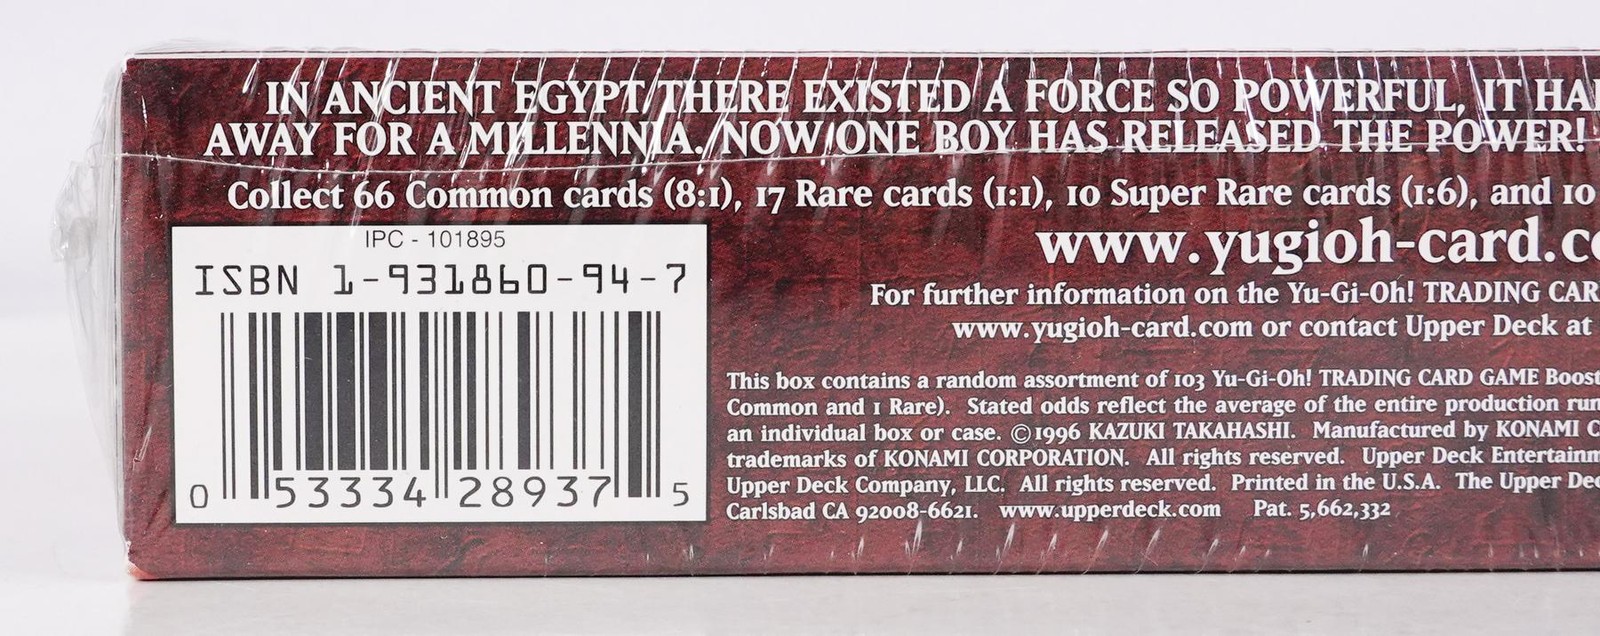 IN ANCIENT EGYPT THERE EXISTED A FORCE SO POWERFUL, IT HA
AWAY FOR A MILLENNIA. NOW ONE BOY HAS RELEASED THE POWER!
Collect 66 Common cards (8:1), 17 Rare cards (1:1), 10 Super Rare cards (1:6), and 10
IPC - 101895
ISBN 1-931860-94-7
0 53334 28937 5
www.yugioh-card.co
For further information on the Yu-Gi-Oh! TRADING CAR
www.yugioh-card.com or contact Upper Deck at
This box contains a random assortment of 103 Yu-Gi-Oh! TRADING CARD GAME Boost
Common and 1 Rare). Stated odds reflect the average of the entire production run
an individual box or case. ©1996 KAZUKI TAKAHASHI. Manufactured by KONAMI C
trademarks of KONAMI CORPORATION. All rights reserved. Upper Deck Entertainm
Upper Deck Company, LLC. All rights reserved. Printed in the U.S.A. The Upper Dec
Carlsbad CA 92008-6621. www.upperdeck.com Pat. 5,662,332